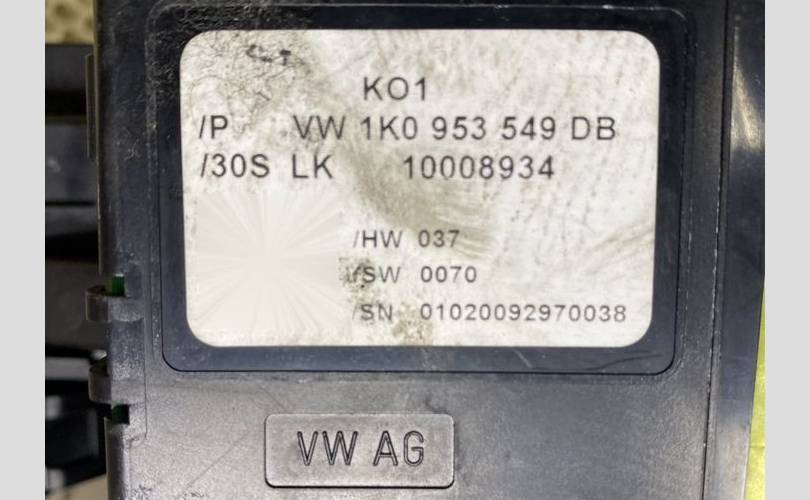 KO1
/P VW 1K0 953 549 DB
/30S LK 10008934
/HW 037
/SW 0070
/SN 01020092970038
VW AG